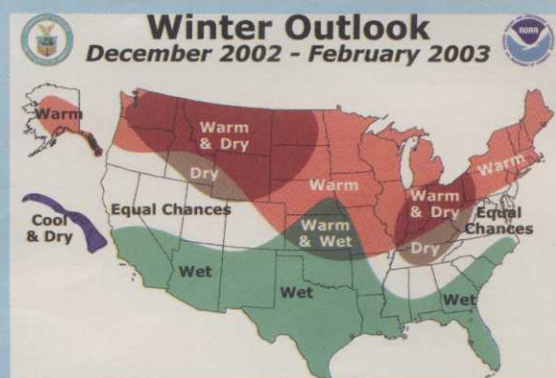 Winter Outlook
December 2002 - February 2003
NOAA
Warm
Warm
& Dry
Dry
Warm
Warm
Equal Chances
Warm
& Dry
Equal
Chances
Cool
& Dry
Warm
& Wet
Dry
Wet
Wet
Wet